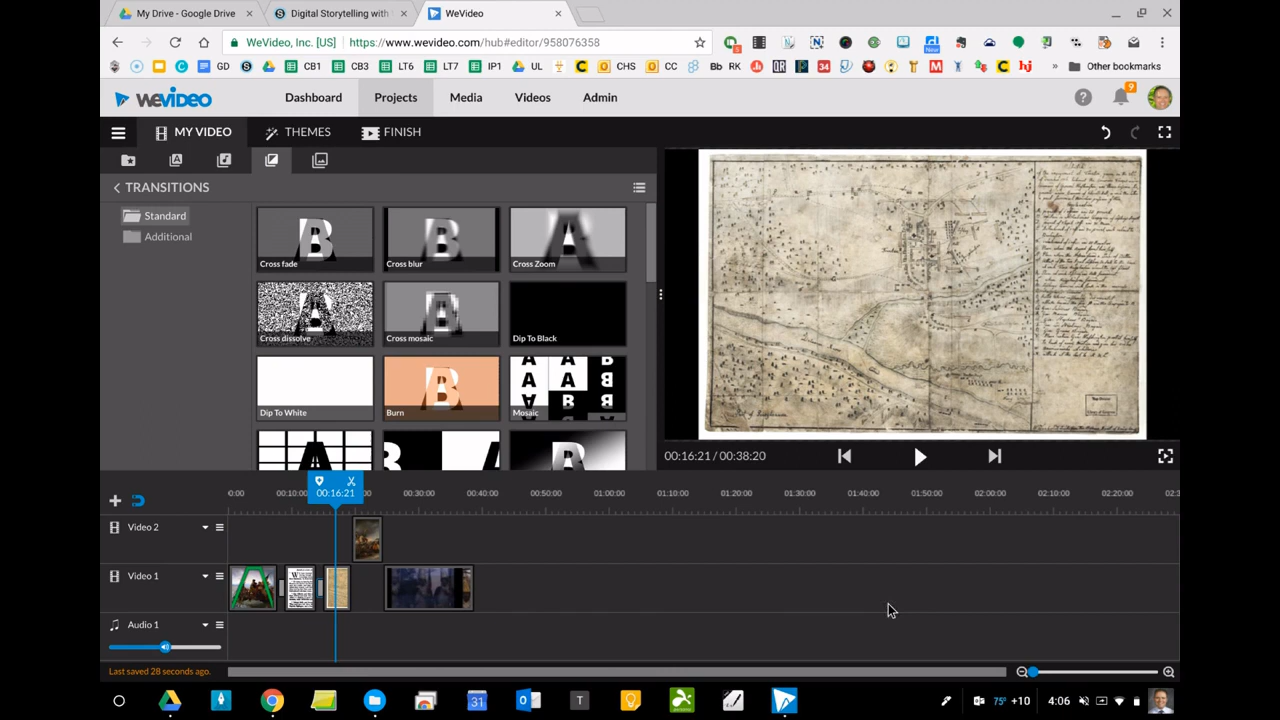 My Drive - Google Drive
Digital Storytelling with
WeVideo
WeVideo, Inc. [US] https://www.wevideo.com/hub#editor/958076358
GD CB1 CB3 LT6 LT7 IP1 UL CHS CC Bb RK Other bookmarks
WEVIDEO Dashboard Projects Media Videos Admin 9
MY VIDEO THEMES FINISH
TRANSITIONS
Standard
Additional
Cross fade Cross blur Cross Zoom
Cross dissolve Cross mosaic Dip To Black
Dip To White Burn Mosaic
00:16:21 / 00:38:20
00:16:21
0:00 00:10:00 00:30:00 00:40:00 00:50:00 01:00:00 01:10:00 01:20:00 01:30:00 01:40:00 01:50:00 02:00:00 02:10:00 02:20:00
Video 2
Video 1
Audio 1
Last saved 28 seconds ago.
31 T 75° +10 4:06